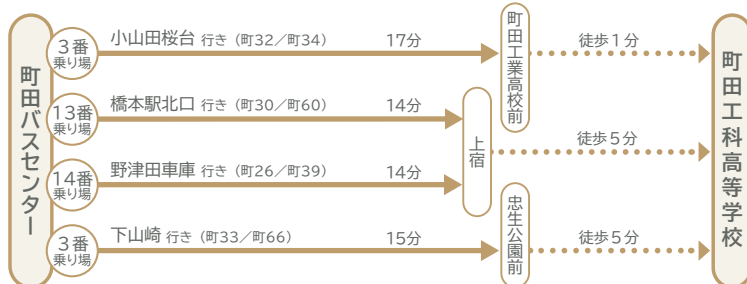 町田バスセンター
3番
乗り場
小山田桜台 行き（町32／町34）
17分
町田工業高校前
徒歩1分
13番
乗り場
橋本駅北口 行き（町30／町60）
14分
上宿
徒歩5分
14番
乗り場
野津田車庫 行き（町26／町39）
14分
3番
乗り場
下山崎 行き（町33／町66）
15分
忠生公園前
徒歩5分
町田工科高等学校